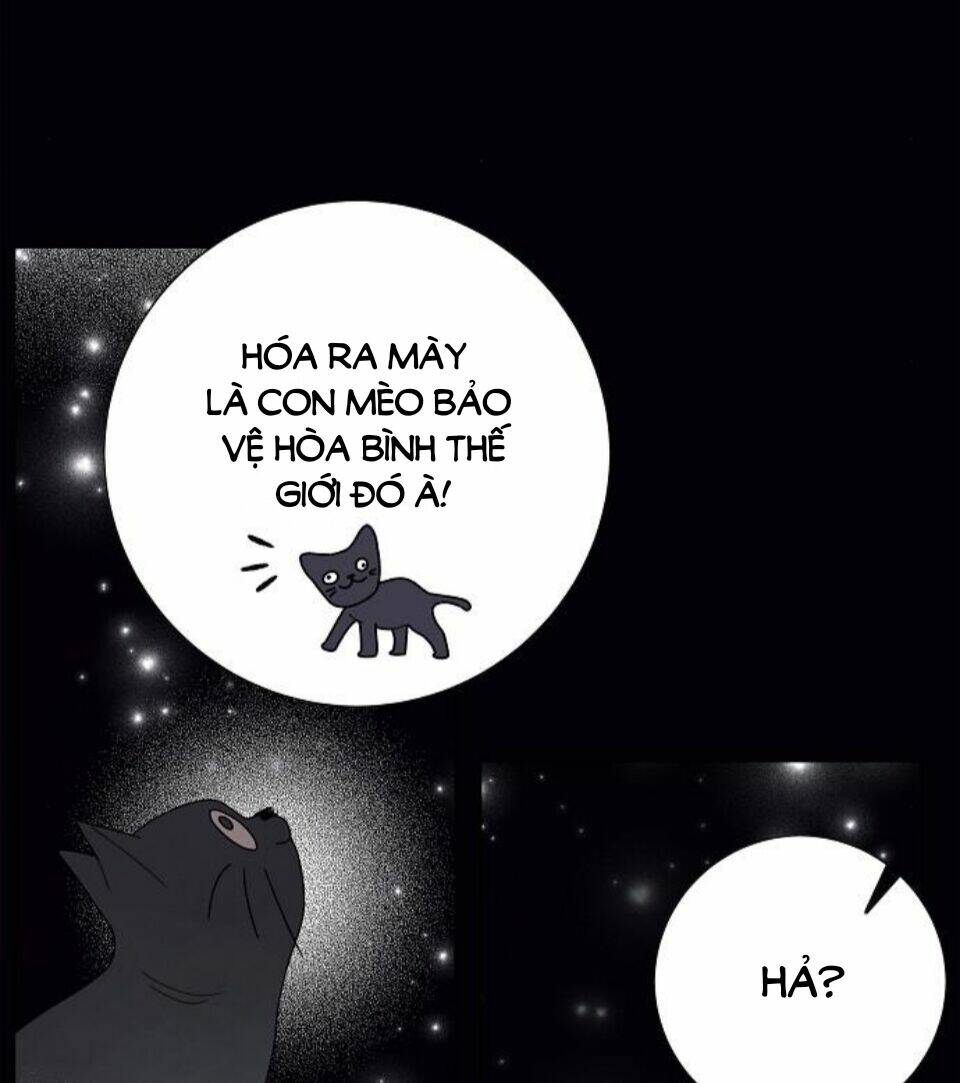 HÓA RA MÀY
LÀ CON MÈO BẢO
VỆ HÒA BÌNH THẾ
GIỚI ĐÓ À!
HẢ?